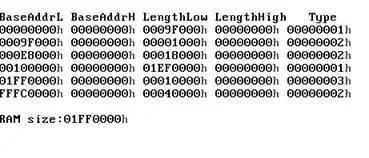 BaseAddrL BaseAddrH LengthLow LengthHigh Type
00000000h 00000000h 0009F000h 00000000h 00000001h
0009F000h 00000000h 00001000h 00000000h 00000002h
000E8000h 00000000h 00018000h 00000000h 00000002h
00100000h 00000000h 01EF0000h 00000000h 00000001h
01FF0000h 00000000h 00010000h 00000000h 00000003h
FFFC0000h 00000000h 00040000h 00000000h 00000002h
RAM size:01FF0000h